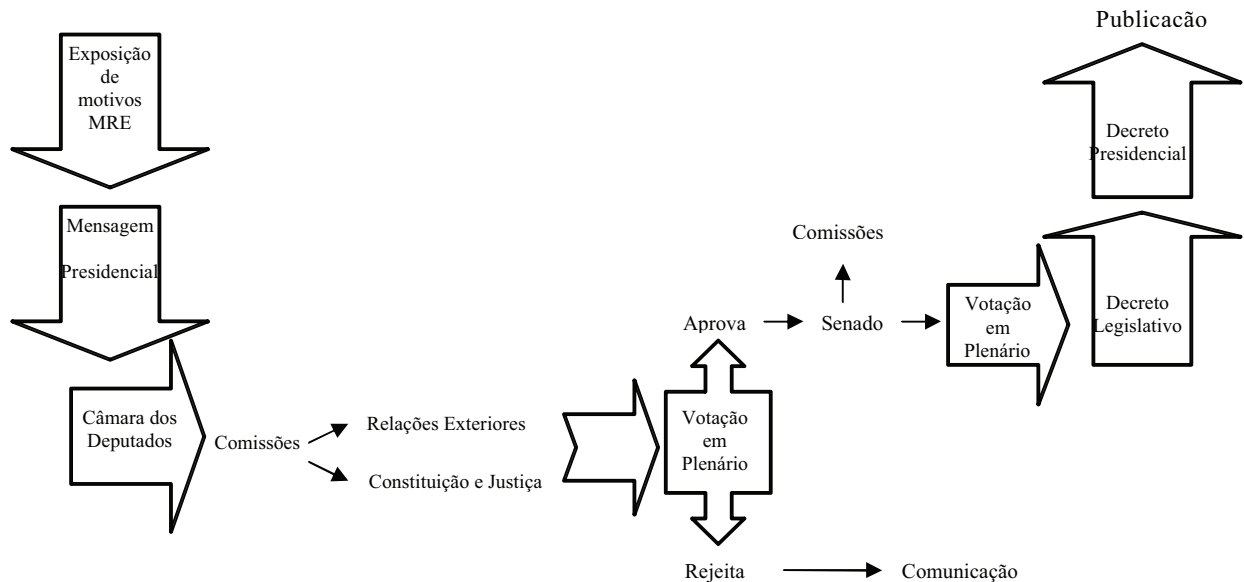 Exposição
de
motivos
MRE
Mensagem
Presidencial
Câmara dos
Deputados
Comissões
Relações Exteriores
Constituição e Justiça
Votação
em
Plenário
Aprova
Rejeita
Comunicação
Senado
Comissões
Votação
em
Plenário
Decreto
Legislativo
Decreto
Presidencial
Publicacão